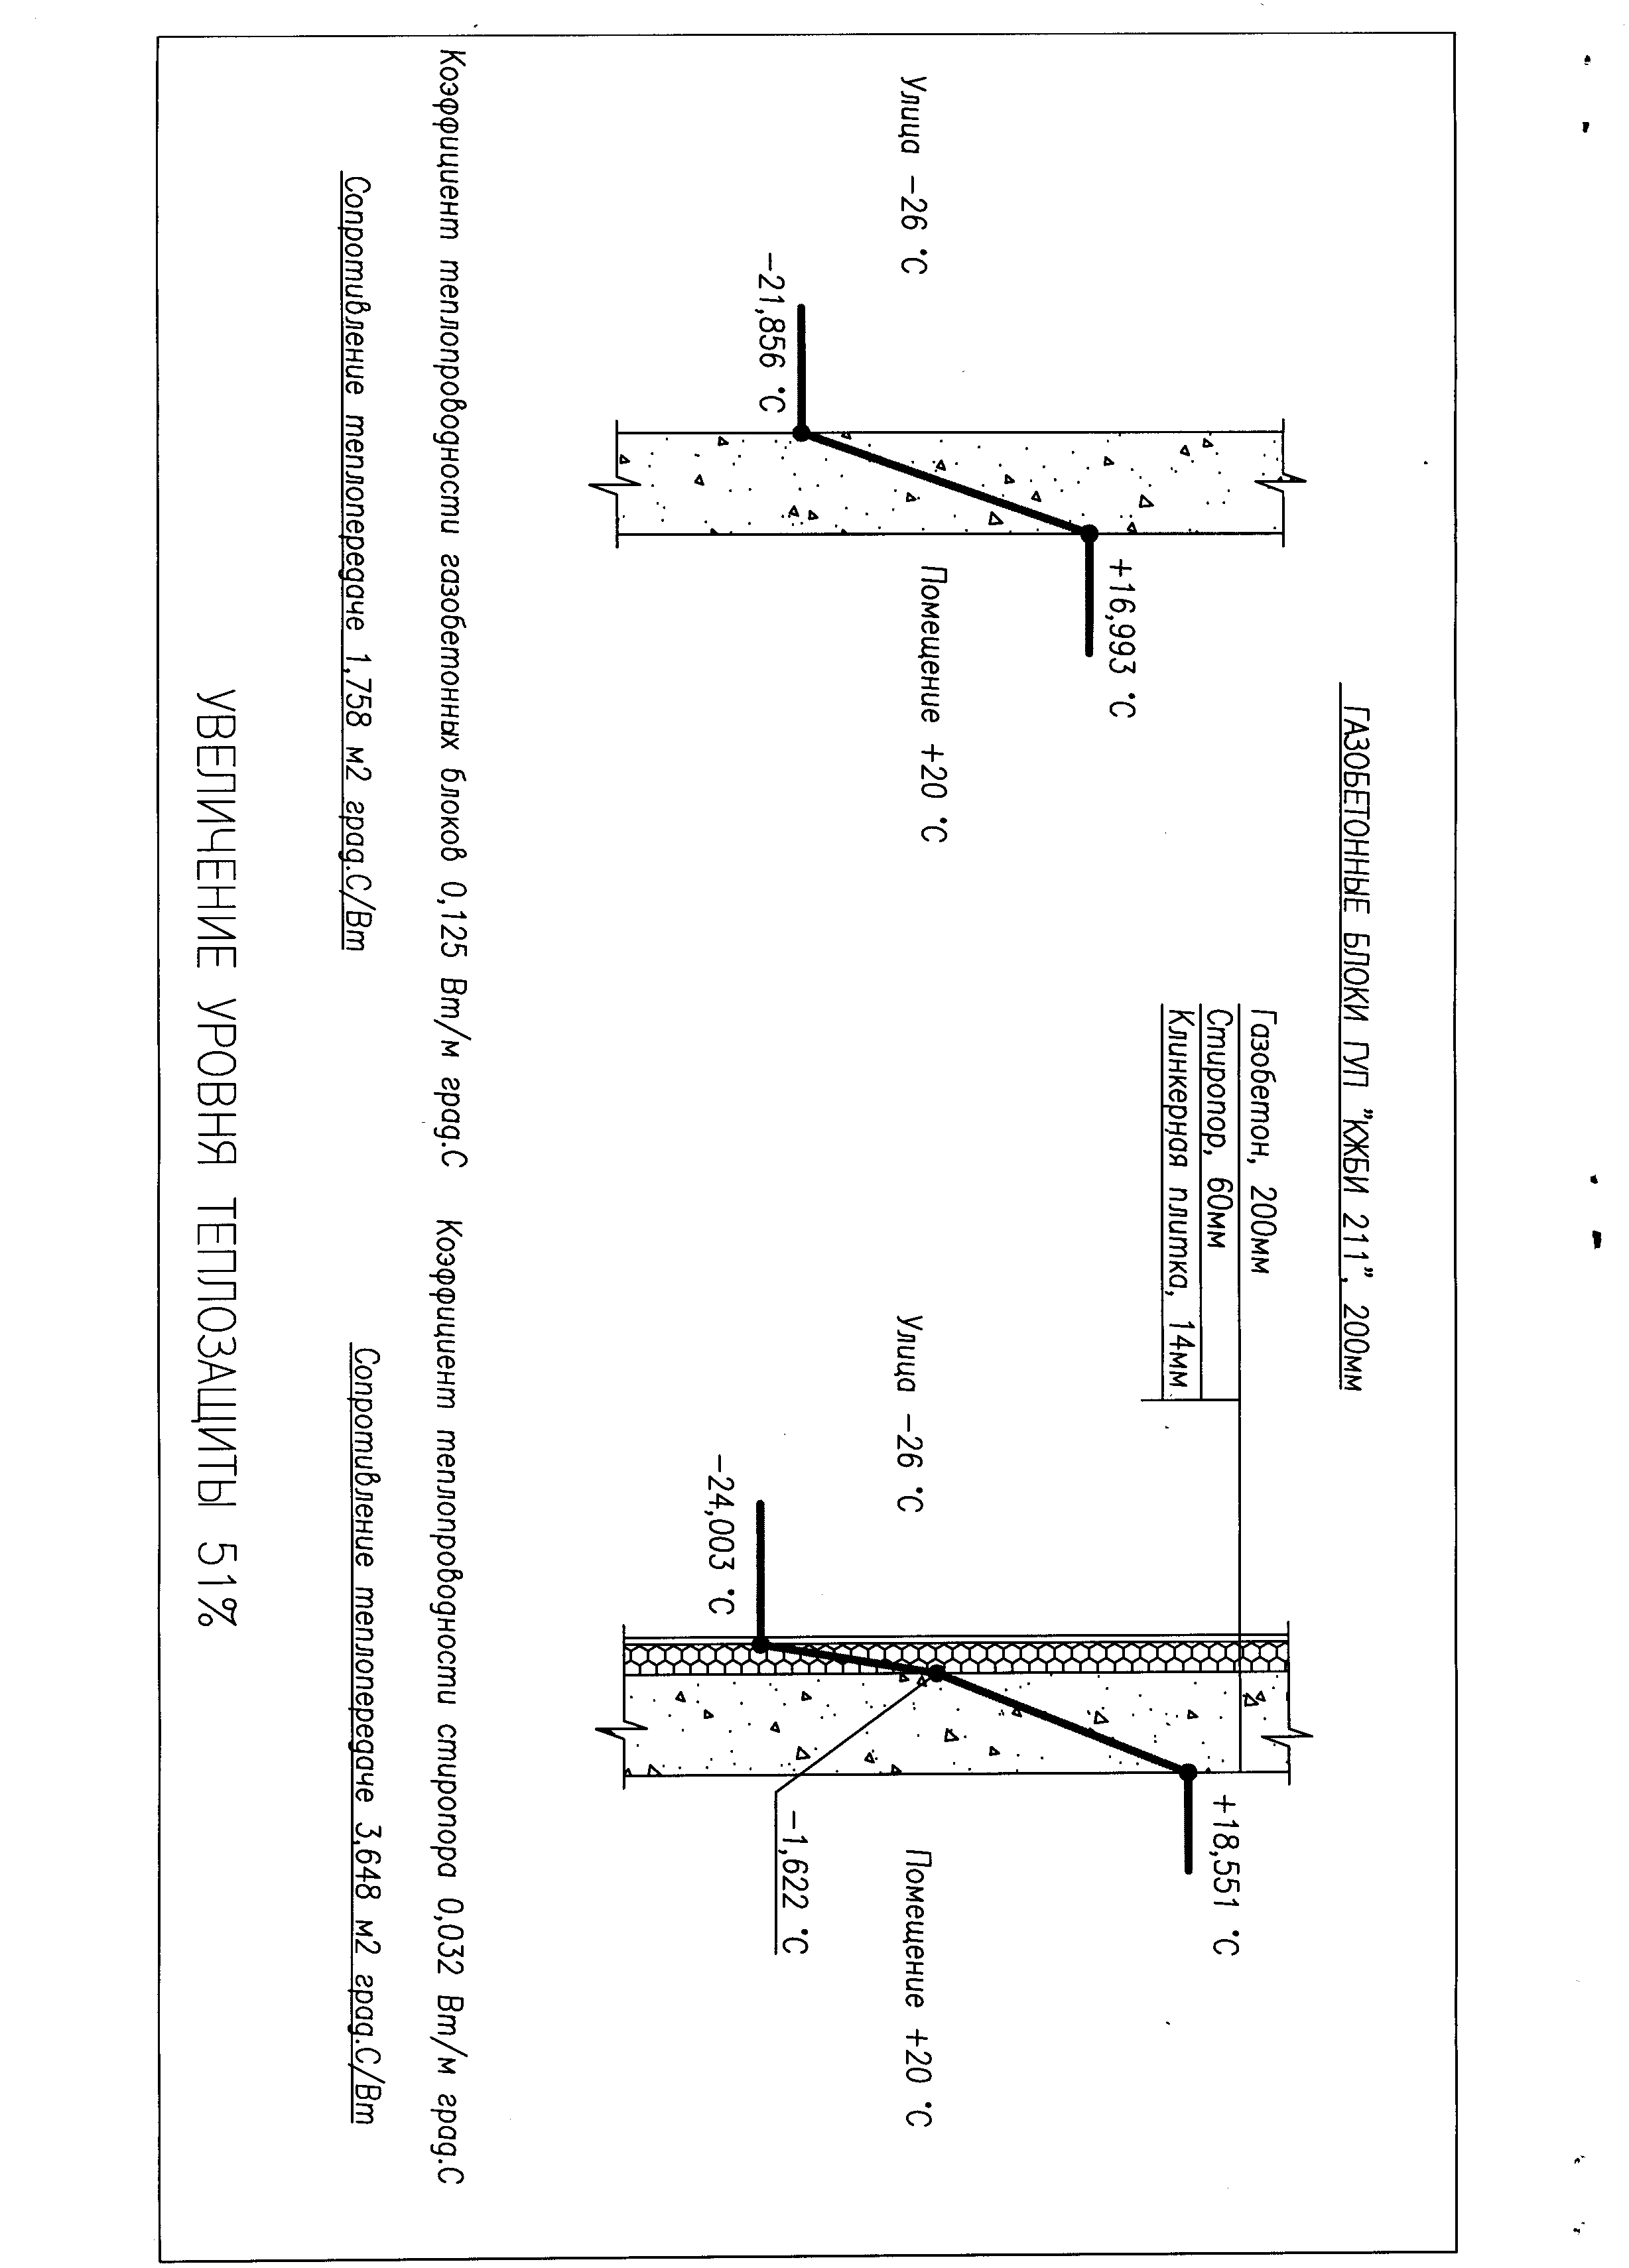 ГАЗОБЕТОННЫЕ БЛОКИ ГУП "КЖБИ 211", 200мм
Газобетон, 200мм
Стиропор, 60мм
Клинкерная плитка, 14мм
+16,993 °С
Улица −26 °С
Помещение +20 °С
−21,856 °С
+18,551 °С
Улица −26 °С
Помещение +20 °С
−1,622 °С
−24,003 °С
Коэффициент теплопроводности газобетонных блоков 0,125 Вт/м град.С
Коэффициент теплопроводности стиропора 0,032 Вт/м град.С
Сопротивление теплопередаче 1,758 м2 град.С/Вт
Сопротивление теплопередаче 3,648 м2 град.С/Вт
УВЕЛИЧЕНИЕ УРОВНЯ ТЕПЛОЗАЩИТЫ 51%